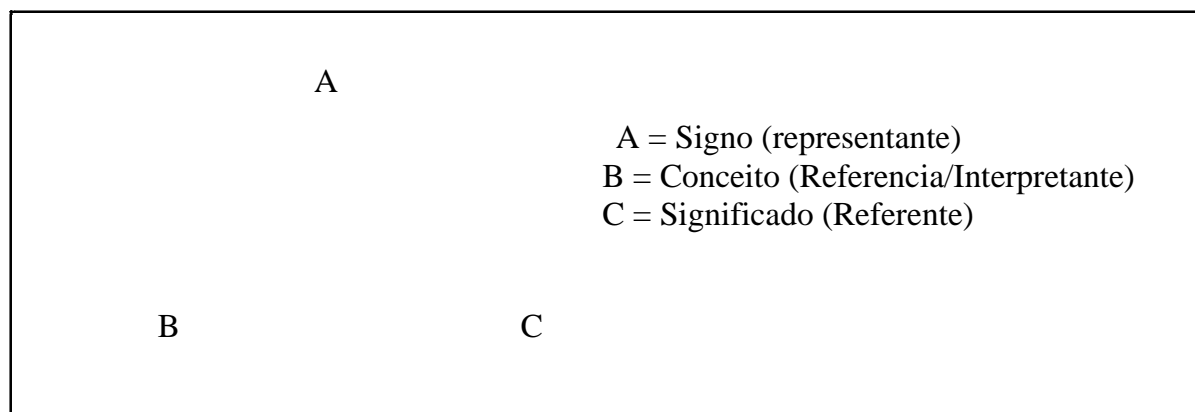 A
A = Signo (representante)
B = Conceito (Referencia/Interpretante)
C = Significado (Referente)
B C